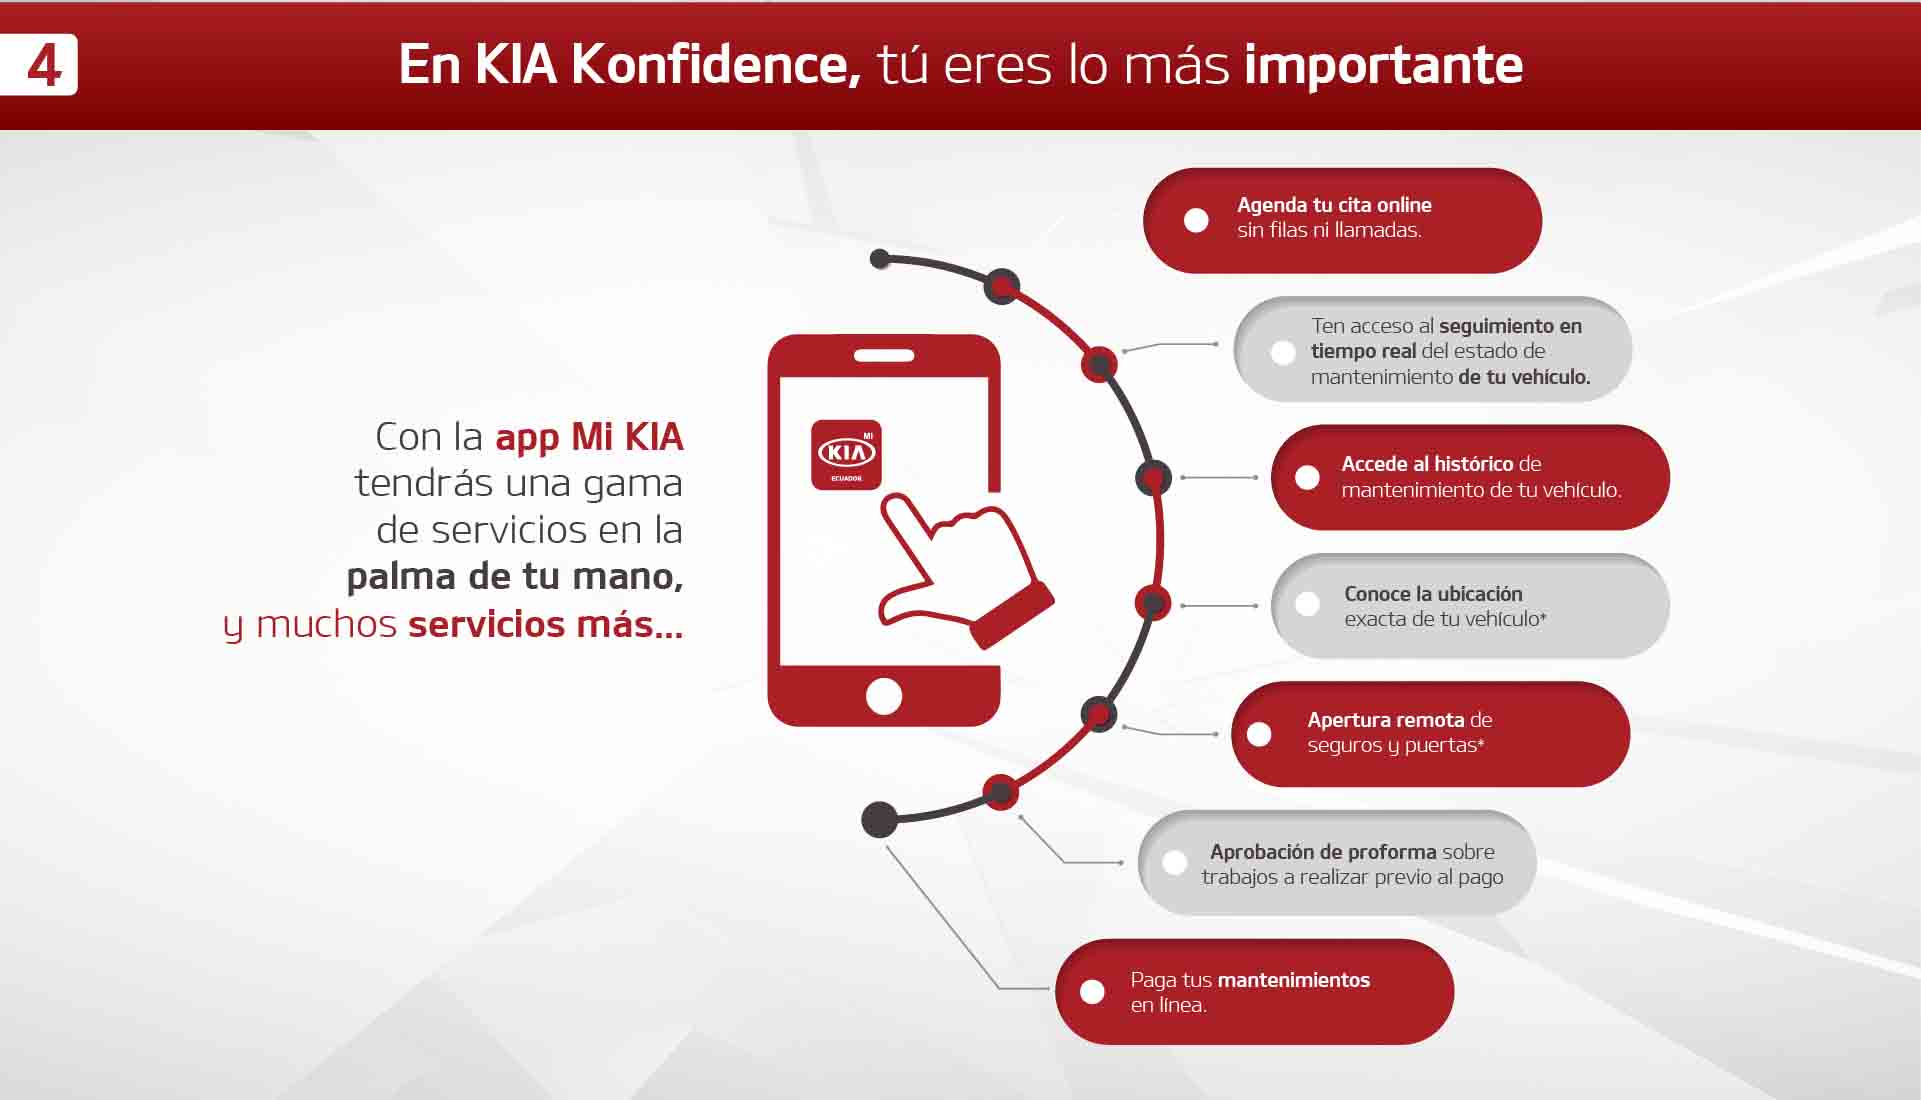 4
En KIA Konfidence, tú eres lo más importante
Con la app Mi KIA
tendrás una gama
de servicios en la
palma de tu mano,
y muchos servicios más...
MI
KIA
ECUADOR
Agenda tu cita online
sin filas ni llamadas.
Ten acceso al seguimiento en
tiempo real del estado de
mantenimiento de tu vehículo.
Accede al histórico de
mantenimiento de tu vehículo.
Conoce la ubicación
exacta de tu vehículo*
Apertura remota de
seguros y puertas*
Aprobación de proforma sobre
trabajos a realizar previo al pago
Paga tus mantenimientos
en línea.